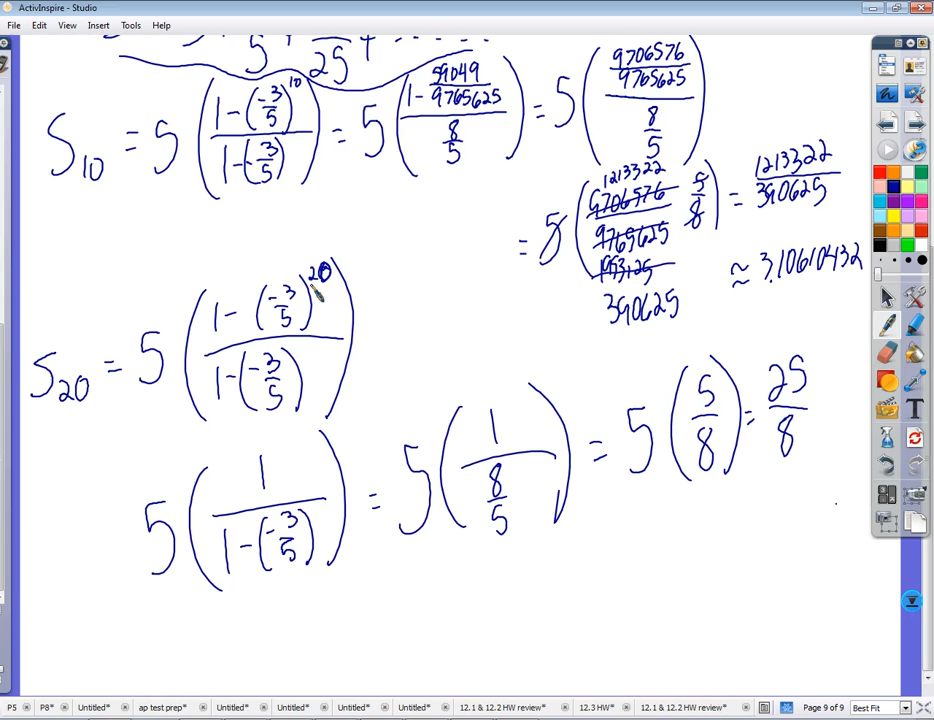 ActivInspire - Studio
File Edit View Insert Tools Help
5 + 25 +
S10 = 5 ( 1 - (-3/5)^10 / 1 - (-3/5) ) = 5 ( 1 - 59049/9765625 / 8/5 ) = 5 ( 9706576/9765625 / 8/5 )
= 5 ( 9706576/9765625 5/8 ) = 1213322/390625
1213322
1953125
390625
≈ 3.10610432
S20 = 5 ( 1 - (-3/5)^20 / 1 - (-3/5) )
5 ( 1 / 1 - (-3/5) ) = 5 ( 1 / 8/5 ) = 5 ( 5/8 ) = 25/8
P5 P8* Untitled* ap test prep* Untitled* Untitled* Untitled* Untitled* 12.1 & 12.2 HW review* 12.3 HW* 12.1 & 12.2 HW review* Page 9 of 9 Best Fit